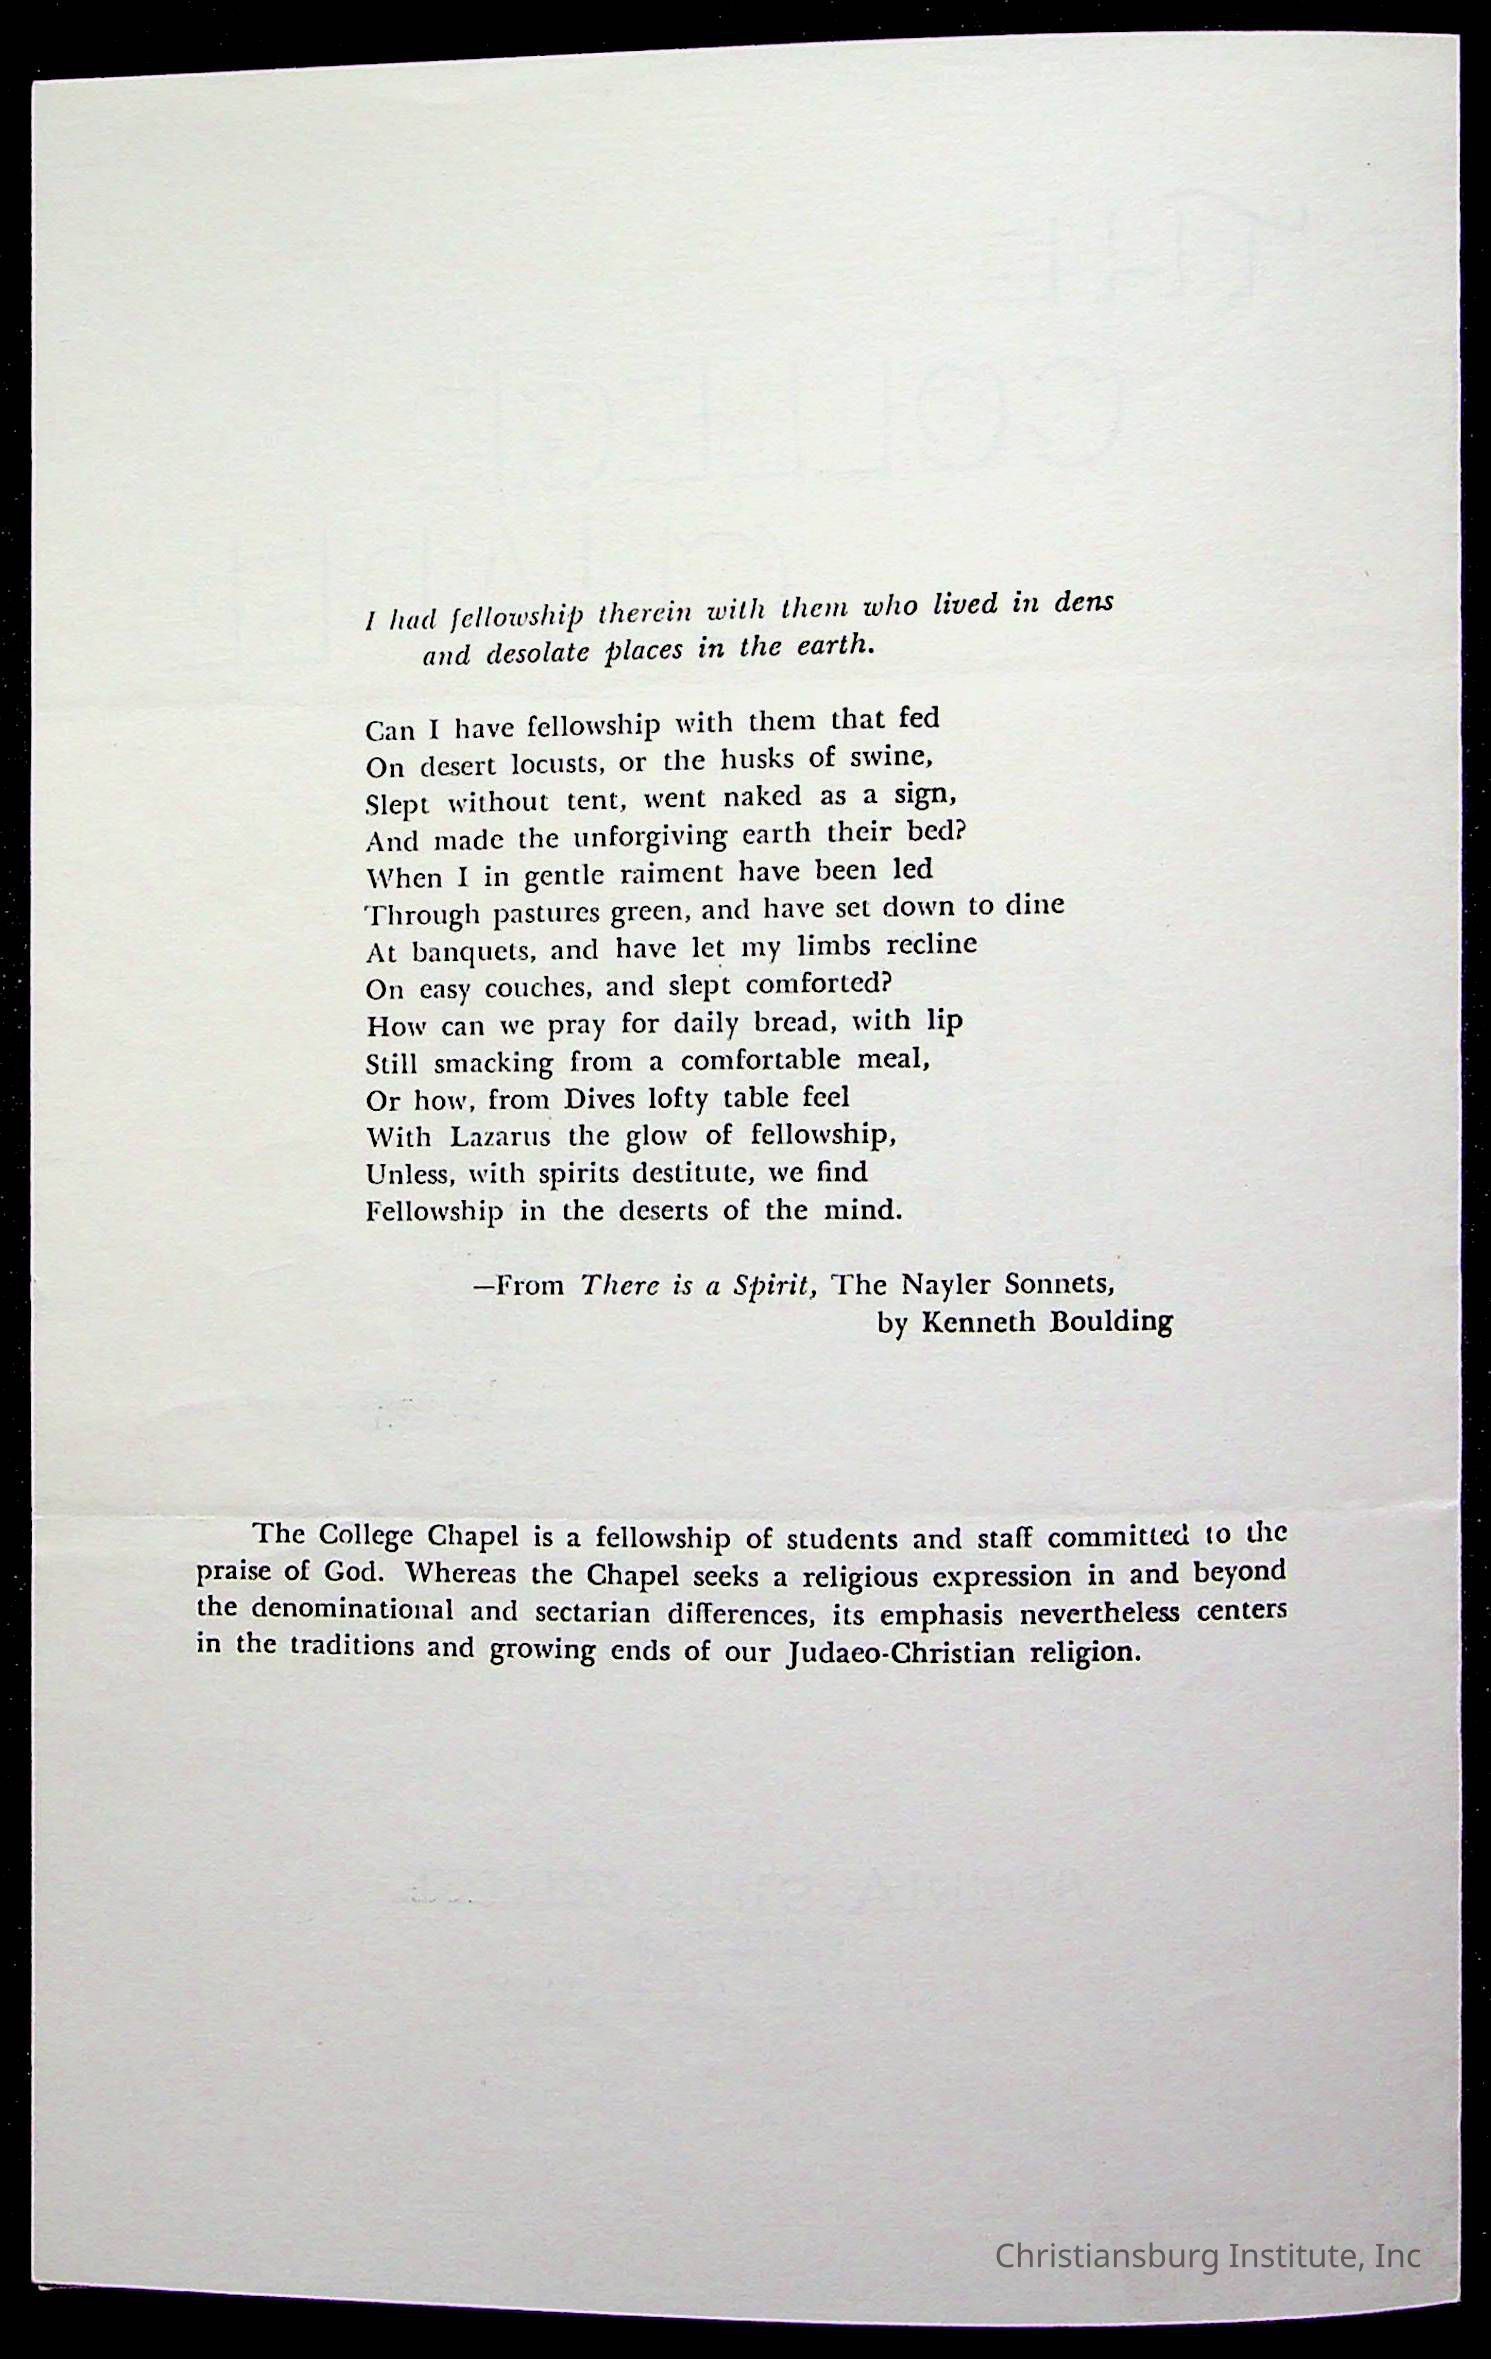 I had fellowship therein with them who lived in dens
and desolate places in the earth.
Can I have fellowship with them that fed
On desert locusts, or the husks of swine,
Slept without tent, went naked as a sign,
And made the unforgiving earth their bed?
When I in gentle raiment have been led
Through pastures green, and have set down to dine
At banquets, and have let my limbs recline
On easy couches, and slept comforted?
How can we pray for daily bread, with lip
Still smacking from a comfortable meal,
Or how, from Dives lofty table feel
With Lazarus the glow of fellowship,
Unless, with spirits destitute, we find
Fellowship in the deserts of the mind.
—From There is a Spirit, The Nayler Sonnets,
by Kenneth Boulding
The College Chapel is a fellowship of students and staff committed to the
praise of God. Whereas the Chapel seeks a religious expression in and beyond
the denominational and sectarian differences, its emphasis nevertheless centers
in the traditions and growing ends of our Judaeo-Christian religion.
Christiansburg Institute, Inc